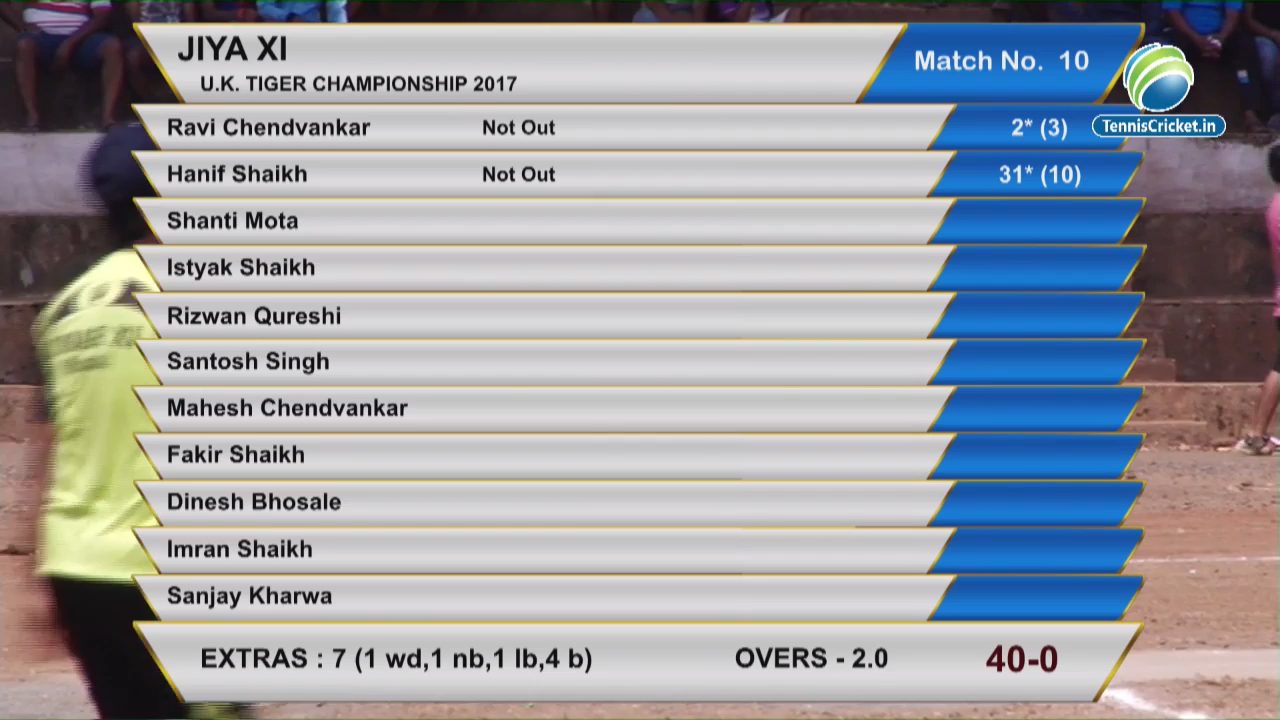 JIYA XI
U.K. TIGER CHAMPIONSHIP 2017
Match No. 10
TennisCricket.in
Ravi Chendvankar Not Out 2* (3)
Hanif Shaikh Not Out 31* (10)
Shanti Mota
Istyak Shaikh
Rizwan Qureshi
Santosh Singh
Mahesh Chendvankar
Fakir Shaikh
Dinesh Bhosale
Imran Shaikh
Sanjay Kharwa
EXTRAS : 7 (1 wd,1 nb,1 lb,4 b) OVERS - 2.0 40-0